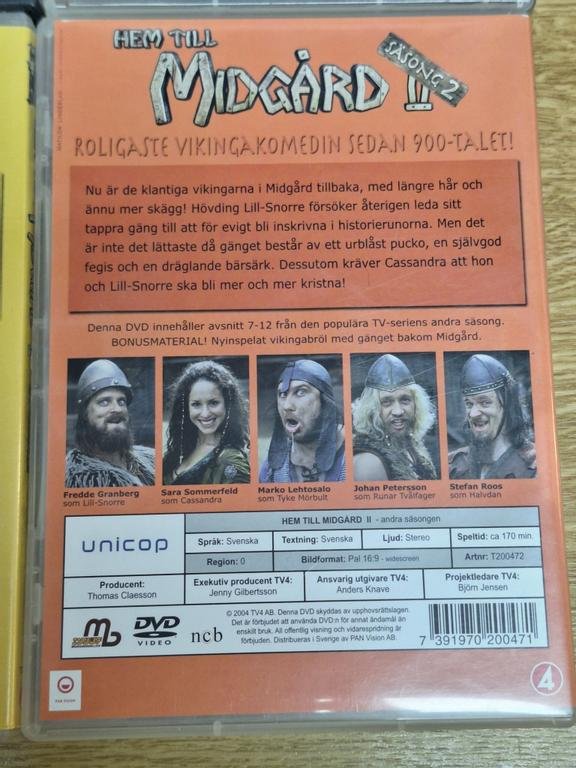 HEM TILL
MIDGÅRD II
SÄSONG 2
ROLIGASTE VIKINGAKOMEDIN SEDAN 900-TALET!
Nu är de klantiga vikingarna i Midgård tillbaka, med längre hår och
ännu mer skägg! Hövding Lill-Snorre försöker återigen leda sitt
tappra gäng till att för evigt bli inskrivna i historierunorna. Men det
är inte det lättaste då gänget består av ett urblåst pucko, en självgod
fegis och en dräglande bärsärk. Dessutom kräver Cassandra att hon
och Lill-Snorre ska bli mer och mer kristna!
Denna DVD innehåller avsnitt 7-12 från den populära TV-seriens andra säsong.
BONUSMATERIAL! Nyinspelat vikingabröl med gänget bakom Midgård.
Fredde Granberg
som Lill-Snorre
Sara Sommerfeld
som Cassandra
Marko Lehtosalo
som Tyke Mörbult
Johan Petersson
som Runar Tvålfager
Stefan Roos
som Halvdan
unicop
HEM TILL MIDGÅRD II - andra säsongen
Språk: Svenska
Textning: Svenska
Ljud: Stereo
Speltid: ca 170 min.
Region: 0
Bildformat: Pal 16:9 - widescreen
Artnr: T200472
Producent:
Thomas Claesson
Exekutiv producent TV4:
Jenny Gilbertsson
Ansvarig utgivare TV4:
Anders Knave
Projektledare TV4:
Björn Jensen
DVD
VIDEO
ncb
© 2004 TV4 AB. Denna DVD skyddas av upphovsrättslagen.
Det är förbjudet att använda DVD:n för annat ändamål än
enskilt bruk. All offentlig visning och vidarespridning är
förbjuden. Distribueras i Sverige av PAN Vision AB.
7 391970 200471
PAN VISION
4